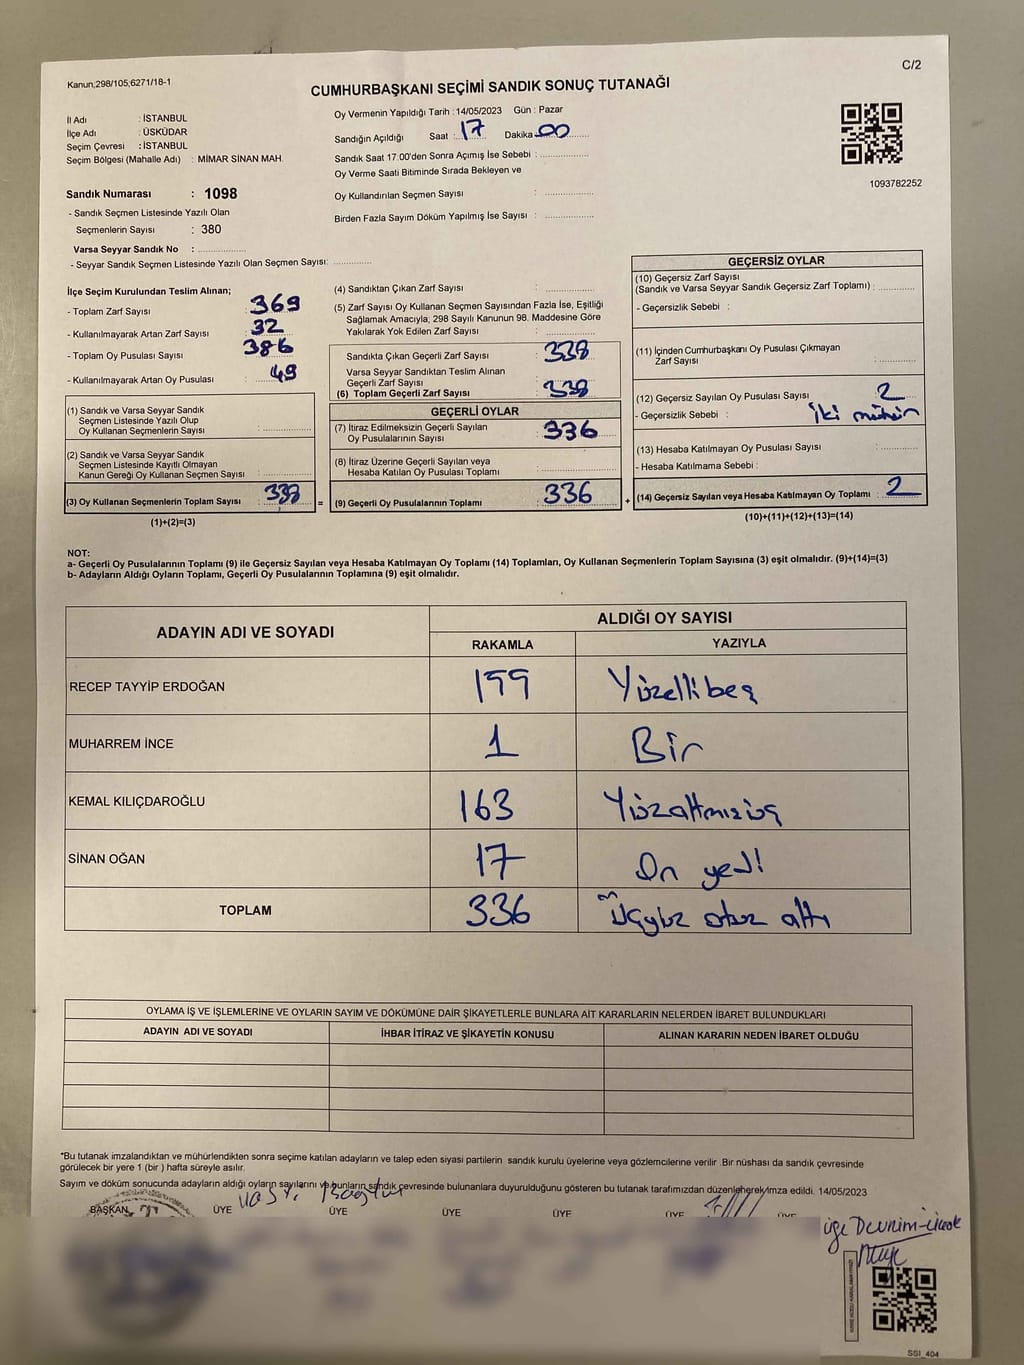 Kanun;298/105;6271/18-1
C/2
CUMHURBAŞKANI SEÇİMİ SANDIK SONUÇ TUTANAĞI
İl Adı : İSTANBUL
İlçe Adı : ÜSKÜDAR
Seçim Çevresi : İSTANBUL
Seçim Bölgesi (Mahalle Adı) : MİMAR SİNAN MAH.
Sandık Numarası : 1098
- Sandık Seçmen Listesinde Yazılı Olan
Seçmenlerin Sayısı : 380
Varsa Seyyar Sandık No :
- Seyyar Sandık Seçmen Listesinde Yazılı Olan Seçmen Sayısı:
Oy Vermenin Yapıldığı Tarih : 14/05/2023 Gün : Pazar
Sandığın Açıldığı Saat : 17 Dakika 00
Sandık Saat 17:00'den Sonra Açımış İse Sebebi :
Oy Verme Saati Bitiminde Sırada Bekleyen ve
Oy Kullandırılan Seçmen Sayısı :
Birden Fazla Sayım Döküm Yapılmış İse Sayısı :
1093782252
İlçe Seçim Kurulundan Teslim Alınan;
- Toplam Zarf Sayısı : 369
- Kullanılmayarak Artan Zarf Sayısı : 32
- Toplam Oy Pusulası Sayısı : 386
- Kullanılmayarak Artan Oy Pusulası : 49
(1) Sandık ve Varsa Seyyar Sandık
Seçmen Listesinde Yazılı Olup
Oy Kullanan Seçmenlerin Sayısı :
(2) Sandık ve Varsa Seyyar Sandık
Seçmen Listesinde Kayıtlı Olmayan
Kanun Gereği Oy Kullanan Seçmen Sayısı :
(3) Oy Kullanan Seçmenlerin Toplam Sayısı : 338 =
(1)+(2)=(3)
(4) Sandıktan Çıkan Zarf Sayısı :
(5) Zarf Sayısı Oy Kullanan Seçmen Sayısından Fazla İse, Eşitliği
Sağlamak Amacıyla; 298 Sayılı Kanunun 98. Maddesine Göre
Yakılarak Yok Edilen Zarf Sayısı :
Sandıkta Çıkan Geçerli Zarf Sayısı : 338
Varsa Seyyar Sandıktan Teslim Alınan
Geçerli Zarf Sayısı :
(6) Toplam Geçerli Zarf Sayısı : 338
GEÇERLİ OYLAR
(7) İtiraz Edilmeksizin Geçerli Sayılan
Oy Pusulalarının Sayısı : 336
(8) İtiraz Üzerine Geçerli Sayılan veya
Hesaba Katılan Oy Pusulası Toplamı :
(9) Geçerli Oy Pusulalarının Toplamı : 336 +
GEÇERSİZ OYLAR
(10) Geçersiz Zarf Sayısı
(Sandık ve Varsa Seyyar Sandık Geçersiz Zarf Toplamı) :
- Geçersizlik Sebebi :
(11) İçinden Cumhurbaşkanı Oy Pusulası Çıkmayan
Zarf Sayısı :
(12) Geçersiz Sayılan Oy Pusulası Sayısı : 2
- Geçersizlik Sebebi : iki mühür
(13) Hesaba Katılmayan Oy Pusulası Sayısı :
- Hesaba Katılmama Sebebi :
(14) Geçersiz Sayılan veya Hesaba Katılmayan Oy Toplamı : 2
(10)+(11)+(12)+(13)=(14)
NOT:
a- Geçerli Oy Pusulalarının Toplamı (9) ile Geçersiz Sayılan veya Hesaba Katılmayan Oy Toplamı (14) Toplamları, Oy Kullanan Seçmenlerin Toplam Sayısına (3) eşit olmalıdır. (9)+(14)=(3)
b- Adayların Aldığı Oyların Toplamı, Geçerli Oy Pusulalarının Toplamına (9) eşit olmalıdır.
ADAYIN ADI VE SOYADI
ALDIĞI OY SAYISI
RAKAMLA YAZIYLA
RECEP TAYYİP ERDOĞAN 155 Yüzellibeş
MUHARREM İNCE 1 Bir
KEMAL KILIÇDAROĞLU 163 Yüzaltmışüç
SİNAN OĞAN 17 On yedi
TOPLAM 336 üçyüz otuz altı
OYLAMA İŞ VE İŞLEMLERİNE VE OYLARIN SAYIM VE DÖKÜMÜNE DAİR ŞİKAYETLERLE BUNLARA AİT KARARLARIN NELERDEN İBARET BULUNDUKLARI
ADAYIN ADI VE SOYADI İHBAR İTİRAZ VE ŞİKAYETİN KONUSU ALINAN KARARIN NEDEN İBARET OLDUĞU
*Bu tutanak imzalandıktan ve mühürlendikten sonra seçime katılan adayların ve talep eden siyasi partilerin sandık kurulu üyelerine veya gözlemcilerine verilir .Bir nüshası da sandık çevresinde
görülecek bir yere 1 (bir ) hafta süreyle asılır.
Sayım ve döküm sonucunda adayların aldığı oyların sayılarını ve bunların sandık çevresinde bulunanlara duyurulduğunu gösteren bu tutanak tarafımızdan düzenlenerek imza edildi. 14/05/2023
BAŞKAN ÜYE ÜYE ÜYE ÜYE ÜYE ÜYE
SSI_404